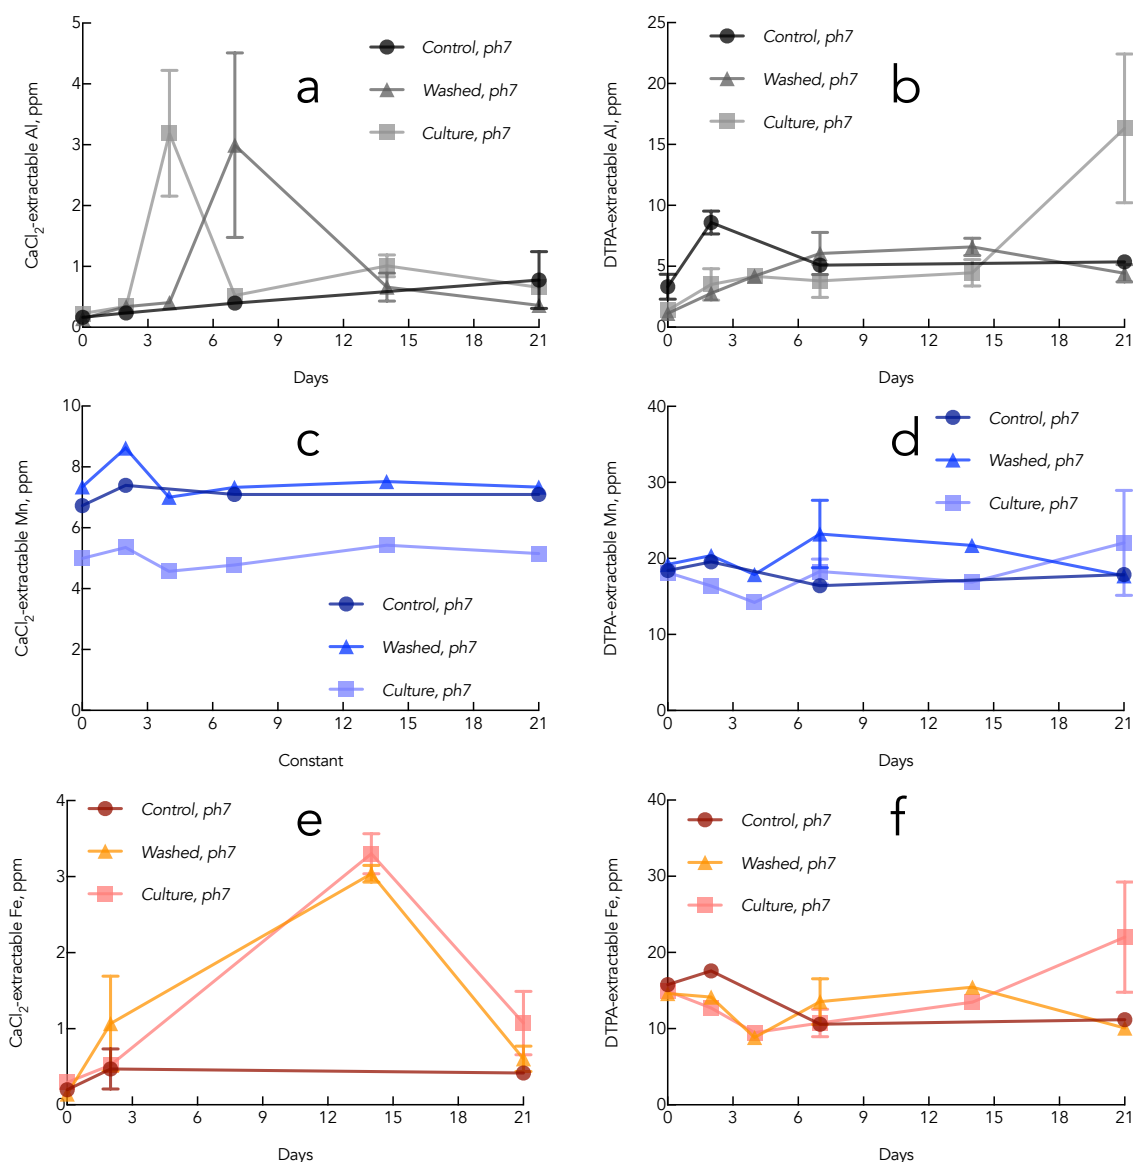 5
4
3
2
1
0
CaCl2-extractable Al, ppm
a
Control, ph7
Washed, ph7
Culture, ph7
0 3 6 9 12 15 18 21
Days
25
20
15
10
5
0
DTPA-extractable Al, ppm
b
Control, ph7
Washed, ph7
Culture, ph7
0 3 6 9 12 15 18 21
Days
10
8
6
4
2
0
CaCl2-extractable Mn, ppm
c
Control, ph7
Washed, ph7
Culture, ph7
0 3 6 9 12 15 18 21
Constant
40
30
20
10
0
DTPA-extractable Mn, ppm
d
Control, ph7
Washed, ph7
Culture, ph7
0 3 6 9 12 15 18 21
Days
4
3
2
1
0
CaCl2-extractable Fe, ppm
e
Control, ph7
Washed, ph7
Culture, ph7
0 3 6 9 12 15 18 21
Days
40
30
20
10
0
DTPA-extractable Fe, ppm
f
Control, ph7
Washed, ph7
Culture, ph7
0 3 6 9 12 15 18 21
Days